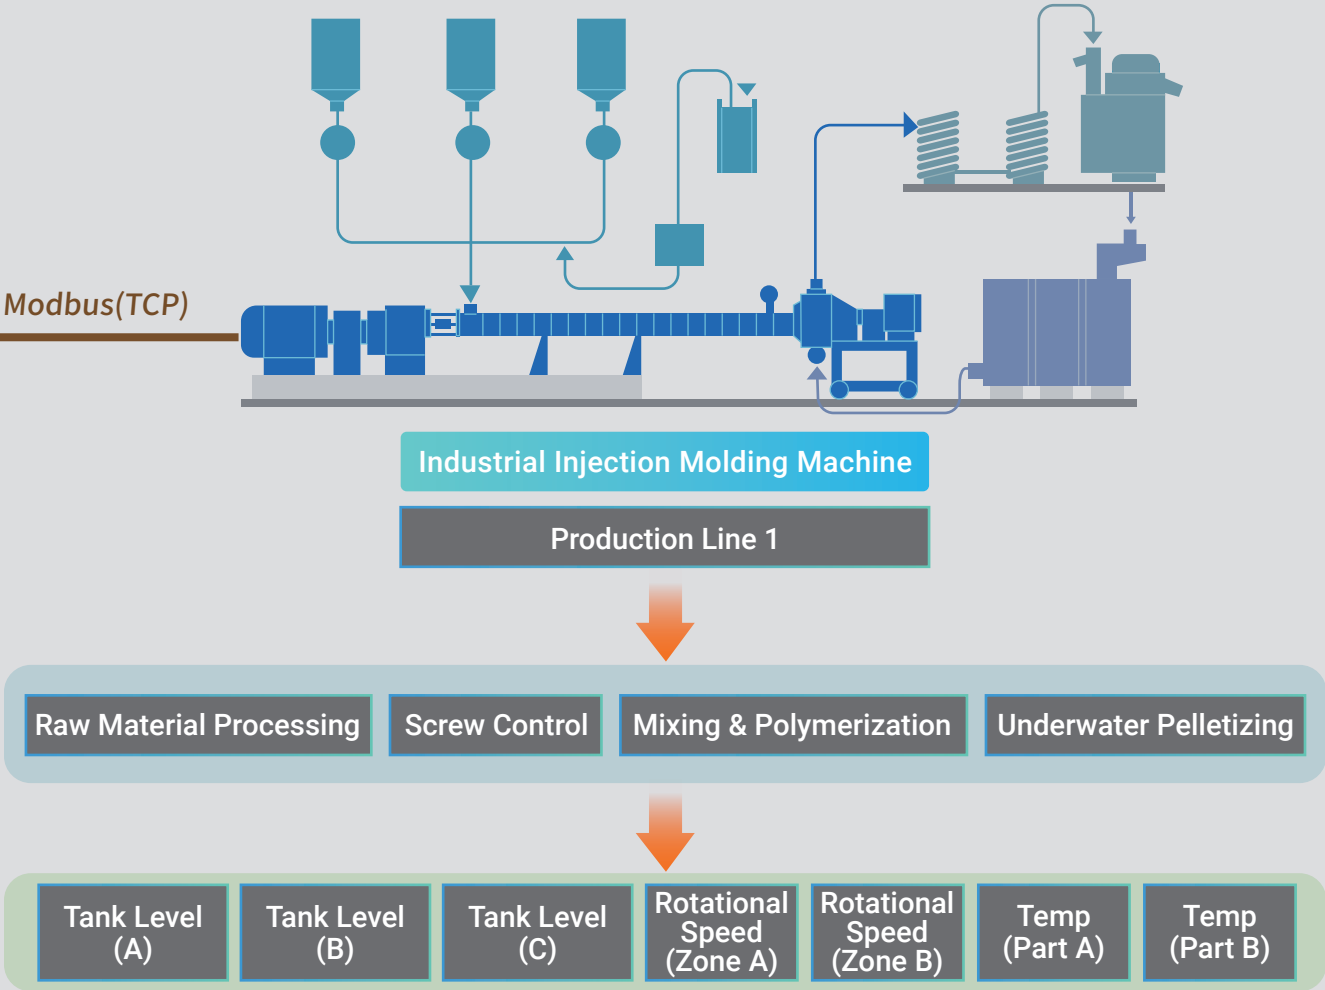 Modbus(TCP)
Industrial Injection Molding Machine
Production Line 1
Raw Material Processing
Screw Control
Mixing & Polymerization
Underwater Pelletizing
Tank Level
(A)
Tank Level
(B)
Tank Level
(C)
Rotational
Speed
(Zone A)
Rotational
Speed
(Zone B)
Temp
(Part A)
Temp
(Part B)